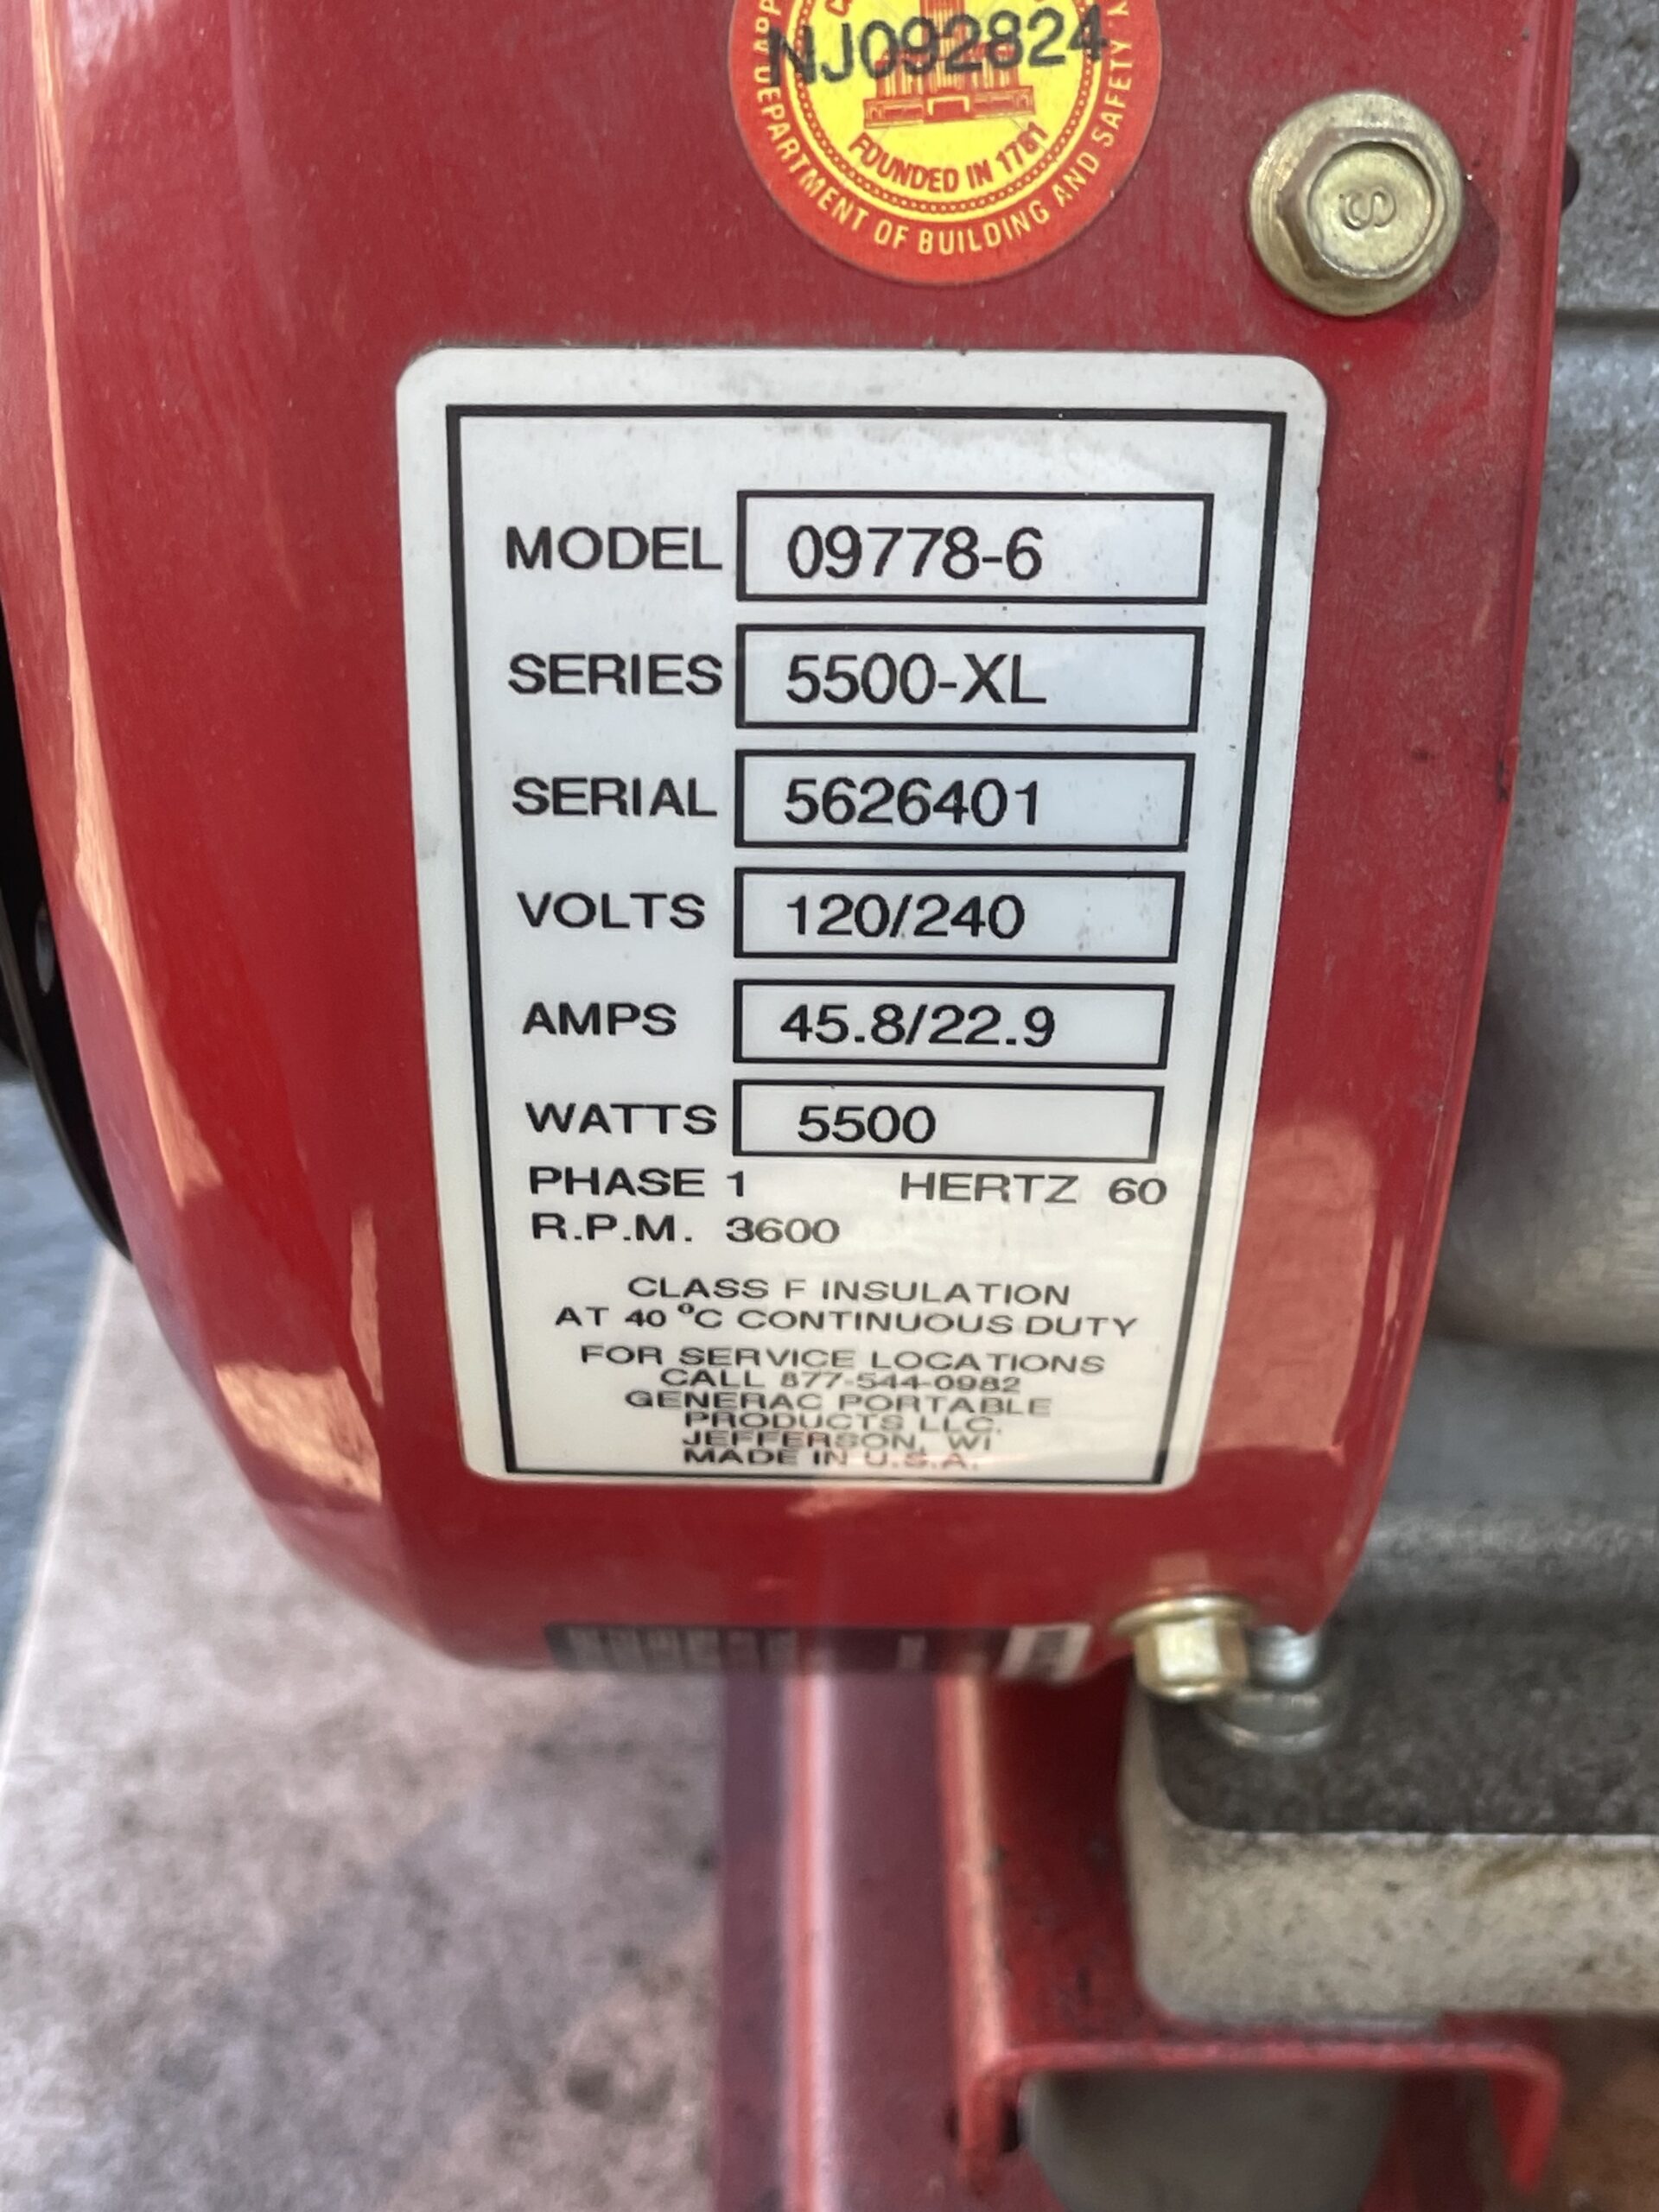 NJ092824
FOUNDED IN 1781
DEPARTMENT OF BUILDING AND SAFETY
8
MODEL 09778-6
SERIES 5500-XL
SERIAL 5626401
VOLTS 120/240
AMPS 45.8/22.9
WATTS 5500
PHASE 1 HERTZ 60
R.P.M. 3600
CLASS F INSULATION
AT 40 °C CONTINUOUS DUTY
FOR SERVICE LOCATIONS
CALL 877-544-0982
GENERAC PORTABLE
PRODUCTS LLC.
JEFFERSON, WI
MADE IN U.S.A.